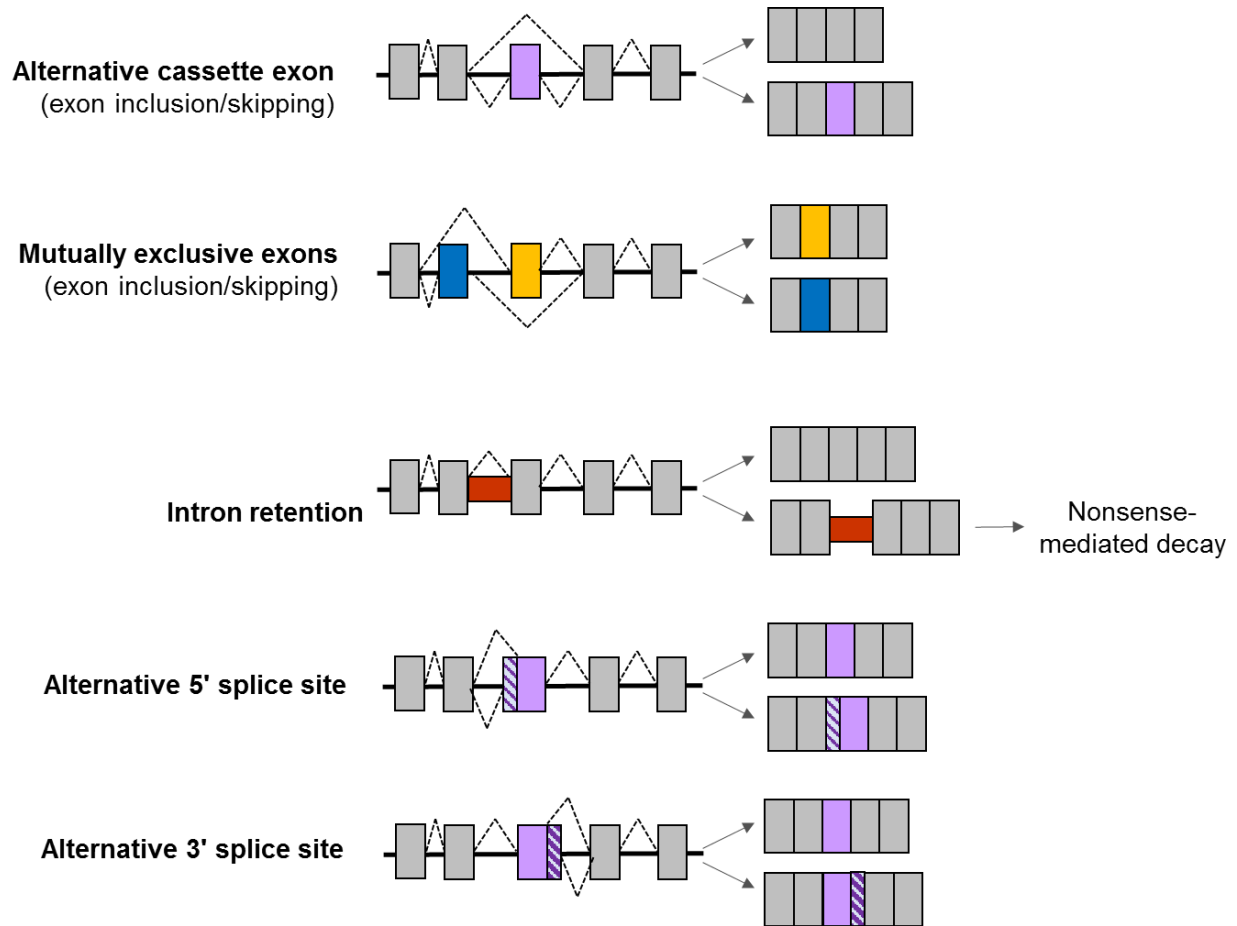 Alternative cassette exon
(exon inclusion/skipping)
Mutually exclusive exons
(exon inclusion/skipping)
Intron retention
Nonsense-
mediated decay
Alternative 5' splice site
Alternative 3' splice site